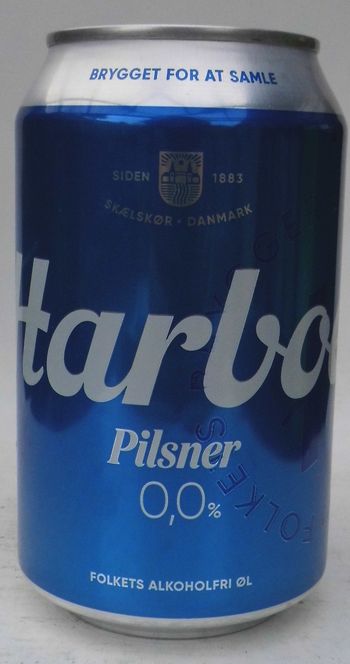 BRYGGET FOR AT SAMLE
SIDEN 1883
SKÆLSKØR · DANMARK
Harbo
Pilsner
0,0%
FOLKETS ALKOHOLFRI ØL